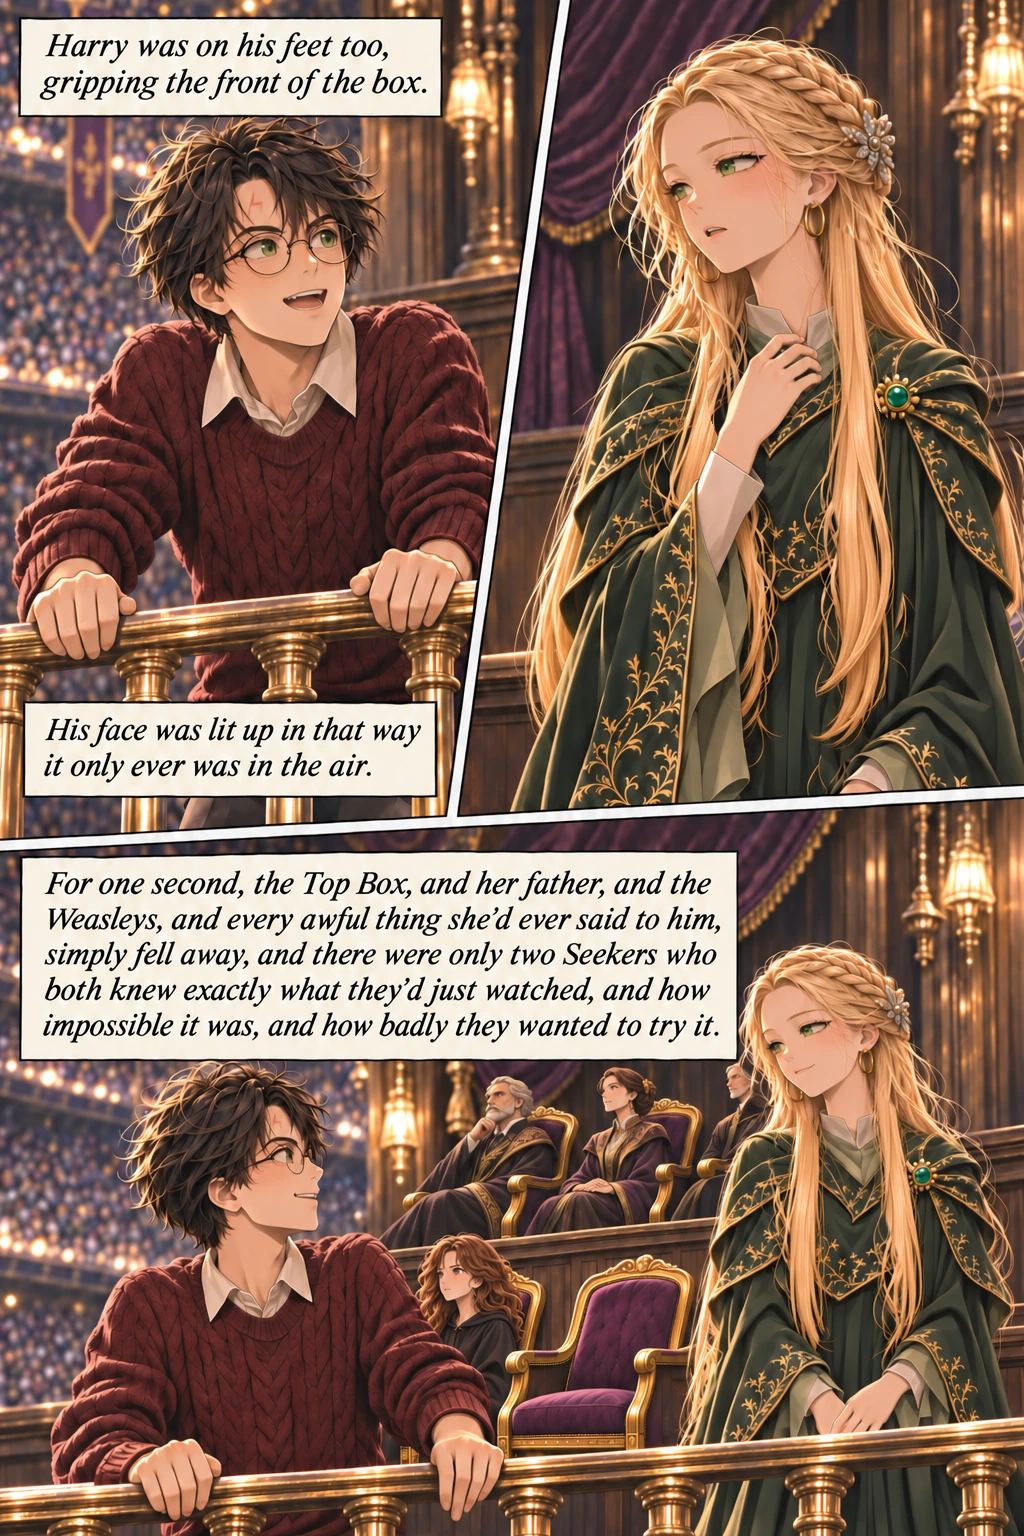 Harry was on his feet too,
gripping the front of the box.
His face was lit up in that way
it only ever was in the air.
For one second, the Top Box, and her father, and the
Weasleys, and every awful thing she’d ever said to him,
simply fell away, and there were only two Seekers who
both knew exactly what they’d just watched, and how
impossible it was, and how badly they wanted to try it.